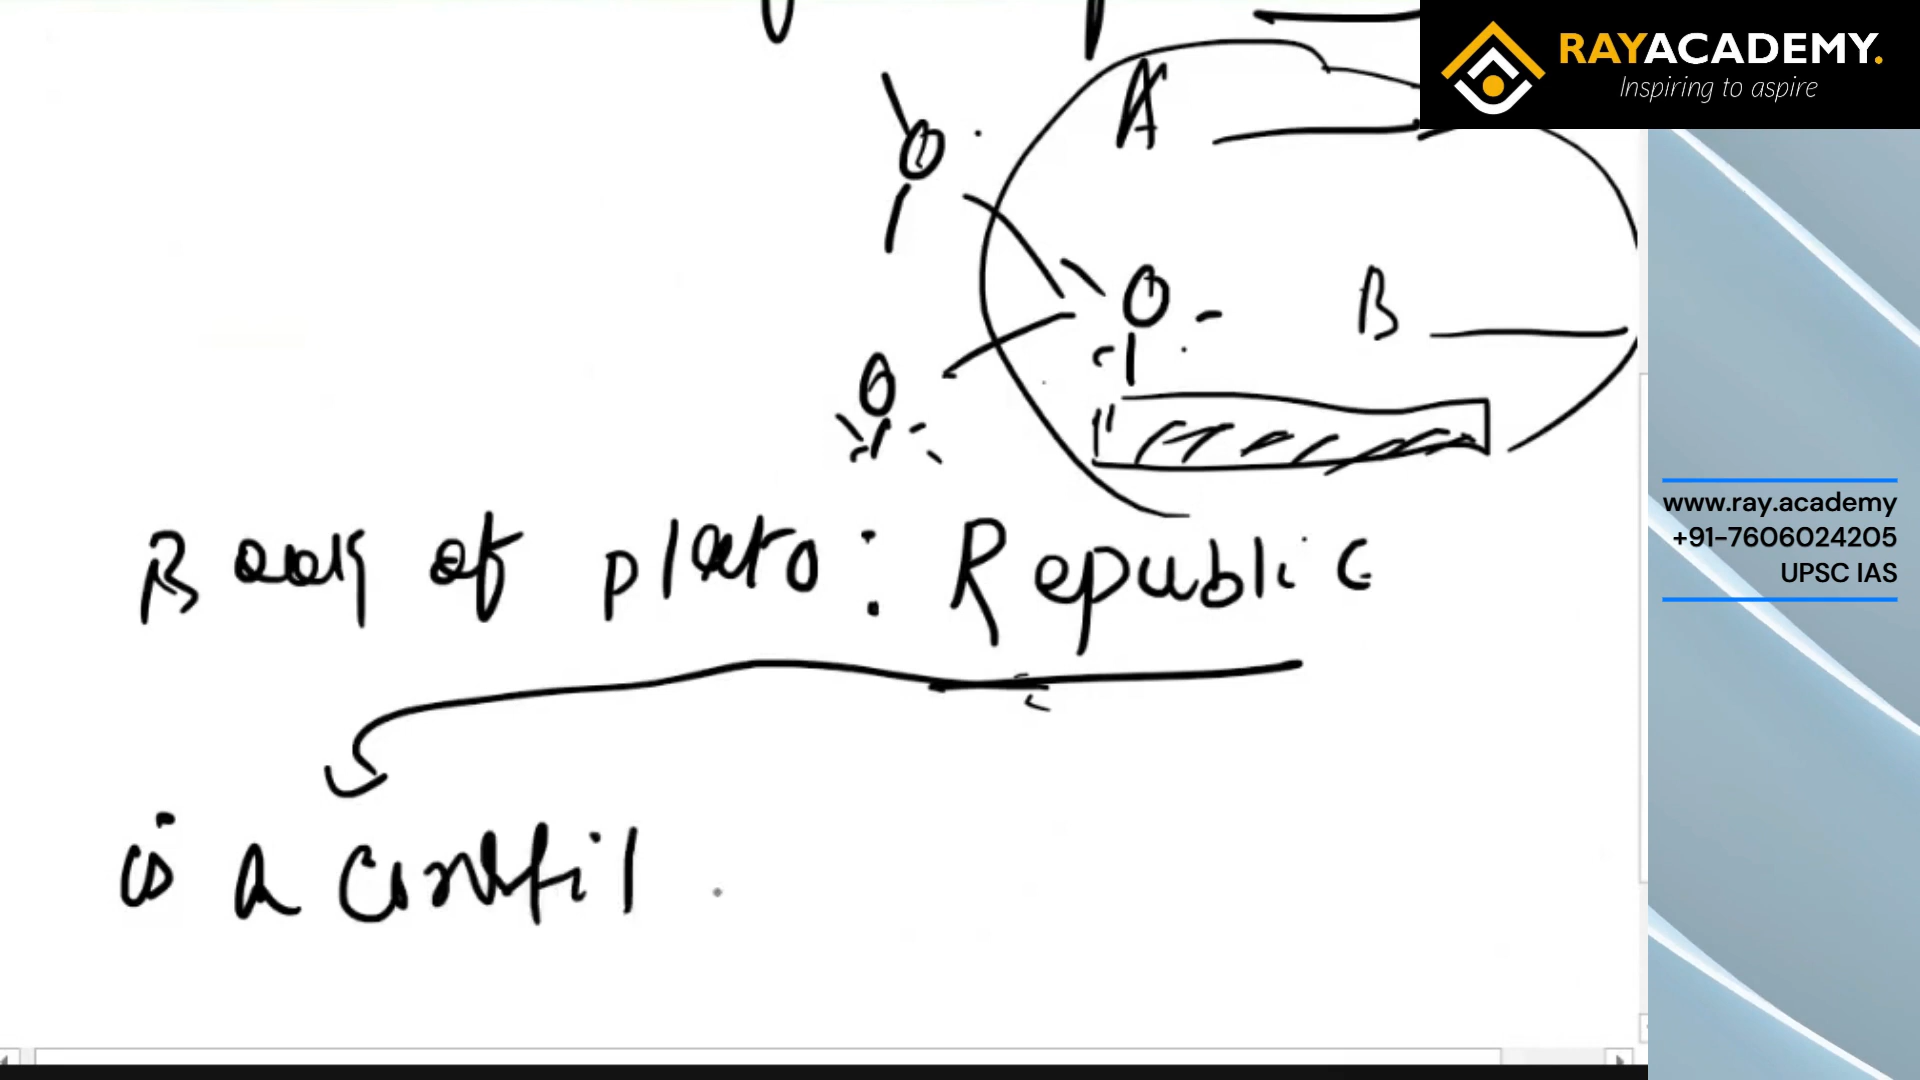 RAYACADEMY.
Inspiring to aspire
A
B
www.ray.academy
+91-7606024205
UPSC IAS
Book of plato: Republic
is a